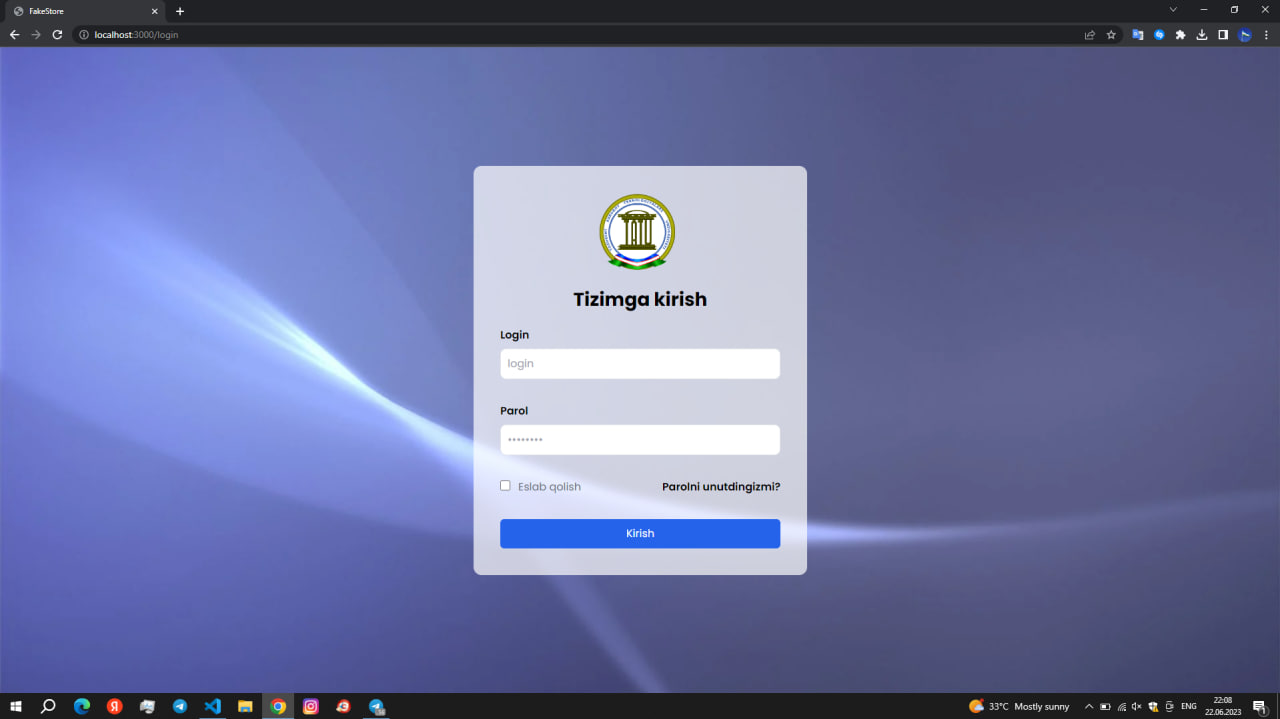 FakeStore
localhost:3000/login
Tizimga kirish
Login
login
Parol
Eslab qolish
Parolni unutdingizmi?
Kirish
33°C Mostly sunny
ENG
22:08
22.06.2023